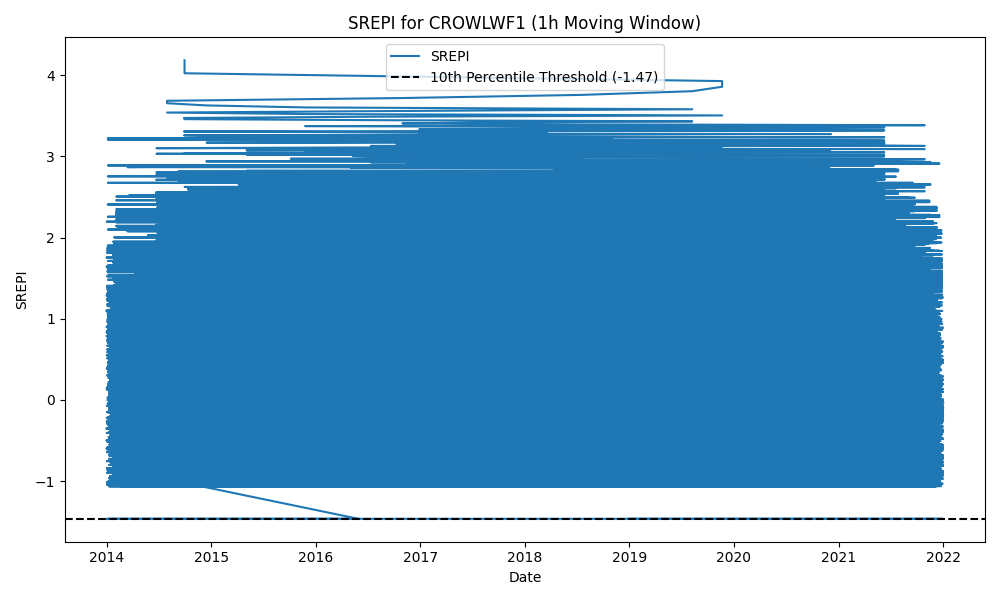 SREPI for CROWLWF1 (1h Moving Window)
SREPI
10th Percentile Threshold (-1.47)
4
3
2
1
0
−1
SREPI
2014 2015 2016 2017 2018 2019 2020 2021 2022
Date